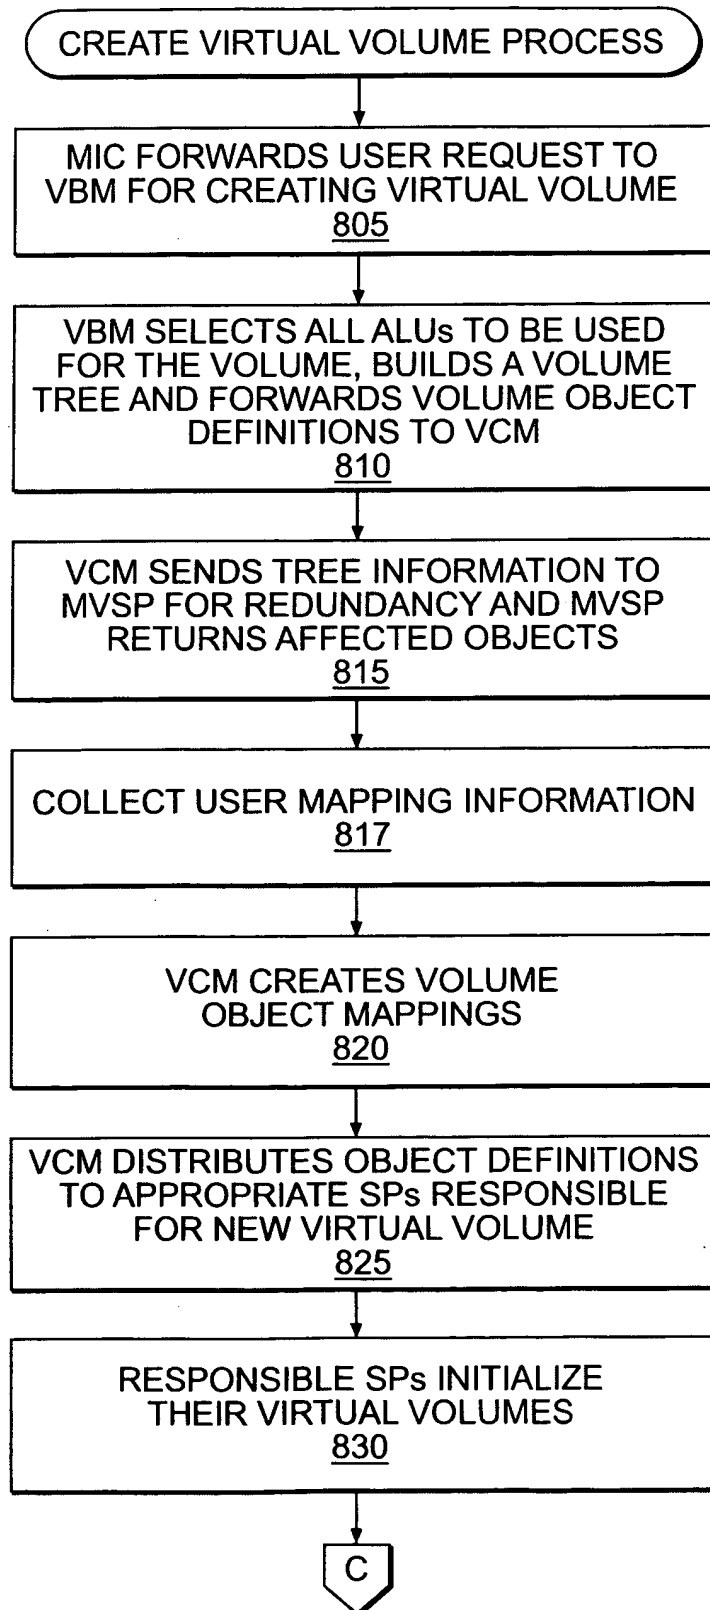 CREATE VIRTUAL VOLUME PROCESS
MIC FORWARDS USER REQUEST TO
VBM FOR CREATING VIRTUAL VOLUME
805
VBM SELECTS ALL ALUs TO BE USED
FOR THE VOLUME, BUILDS A VOLUME
TREE AND FORWARDS VOLUME OBJECT
DEFINITIONS TO VCM
810
VCM SENDS TREE INFORMATION TO
MVSP FOR REDUNDANCY AND MVSP
RETURNS AFFECTED OBJECTS
815
COLLECT USER MAPPING INFORMATION
817
VCM CREATES VOLUME
OBJECT MAPPINGS
820
VCM DISTRIBUTES OBJECT DEFINITIONS
TO APPROPRIATE SPs RESPONSIBLE
FOR NEW VIRTUAL VOLUME
825
RESPONSIBLE SPs INITIALIZE
THEIR VIRTUAL VOLUMES
830
C